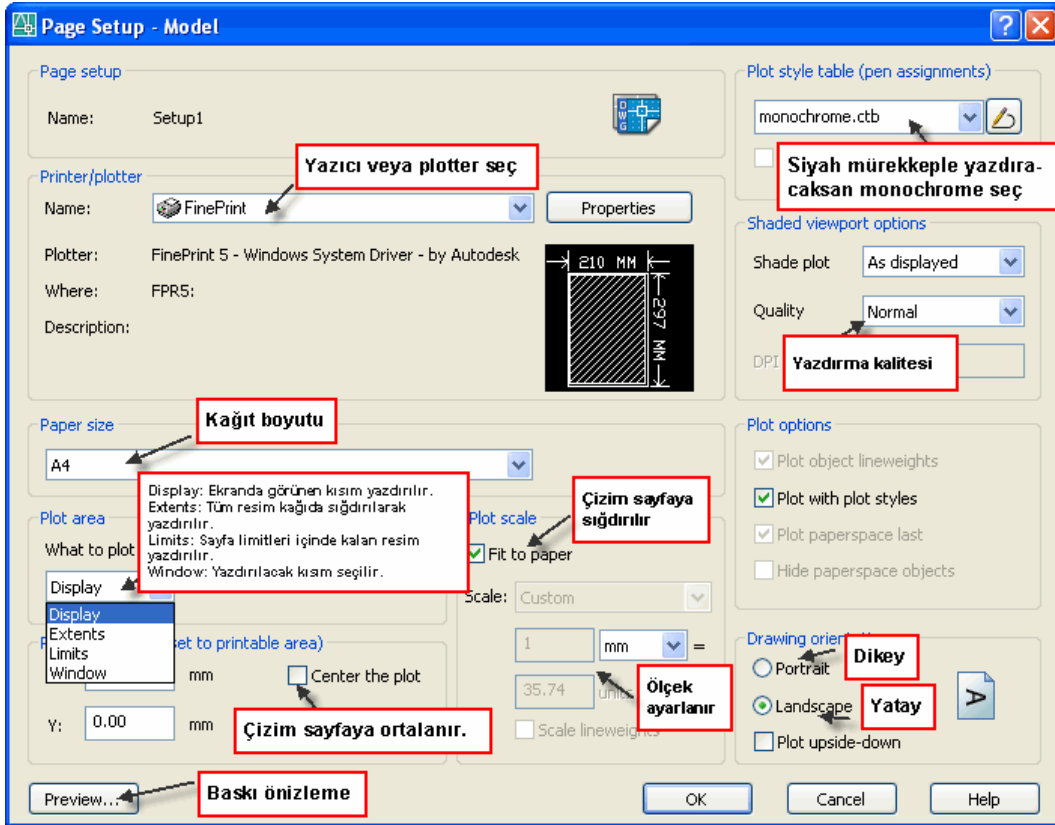 Page Setup - Model
Page setup
Name: Setup1
DWG
Printer/plotter
Yazıcı veya plotter seç
Name: FinePrint Properties
Plotter: FinePrint 5 - Windows System Driver - by Autodesk
Where: FPR5:
Description:
210 MM
297 MM
Paper size
Kağıt boyutu
A4
Display: Ekranda görünen kısım yazdırılır.
Extents: Tüm resim kağıda sığdırılarak
yazdırılır.
Limits: Sayfa limitleri içinde kalan resim
yazdırılır.
Window: Yazdırılacak kısım seçilir.
Plot area
What to plot
Display
Display
Extents
Limits
Window
set to printable area)
mm
Center the plot
Y: 0.00 mm
Çizim sayfaya ortalanır.
Plot scale
Çizim sayfaya
sığdırılır
Fit to paper
Scale: Custom
1 mm =
35.74 units
Ölçek
ayarlanır
Scale lineweights
Plot style table (pen assignments)
monochrome.ctb
Siyah mürekkeple yazdıra-
caksan monochrome seç
Shaded viewport options
Shade plot As displayed
Quality Normal
DPI
Yazdırma kalitesi
Plot options
Plot object lineweights
Plot with plot styles
Plot paperspace last
Hide paperspace objects
Drawing
Portrait
Dikey
Landscape
Yatay
A
Plot upside-down
Preview...
Baskı önizleme
OK Cancel Help